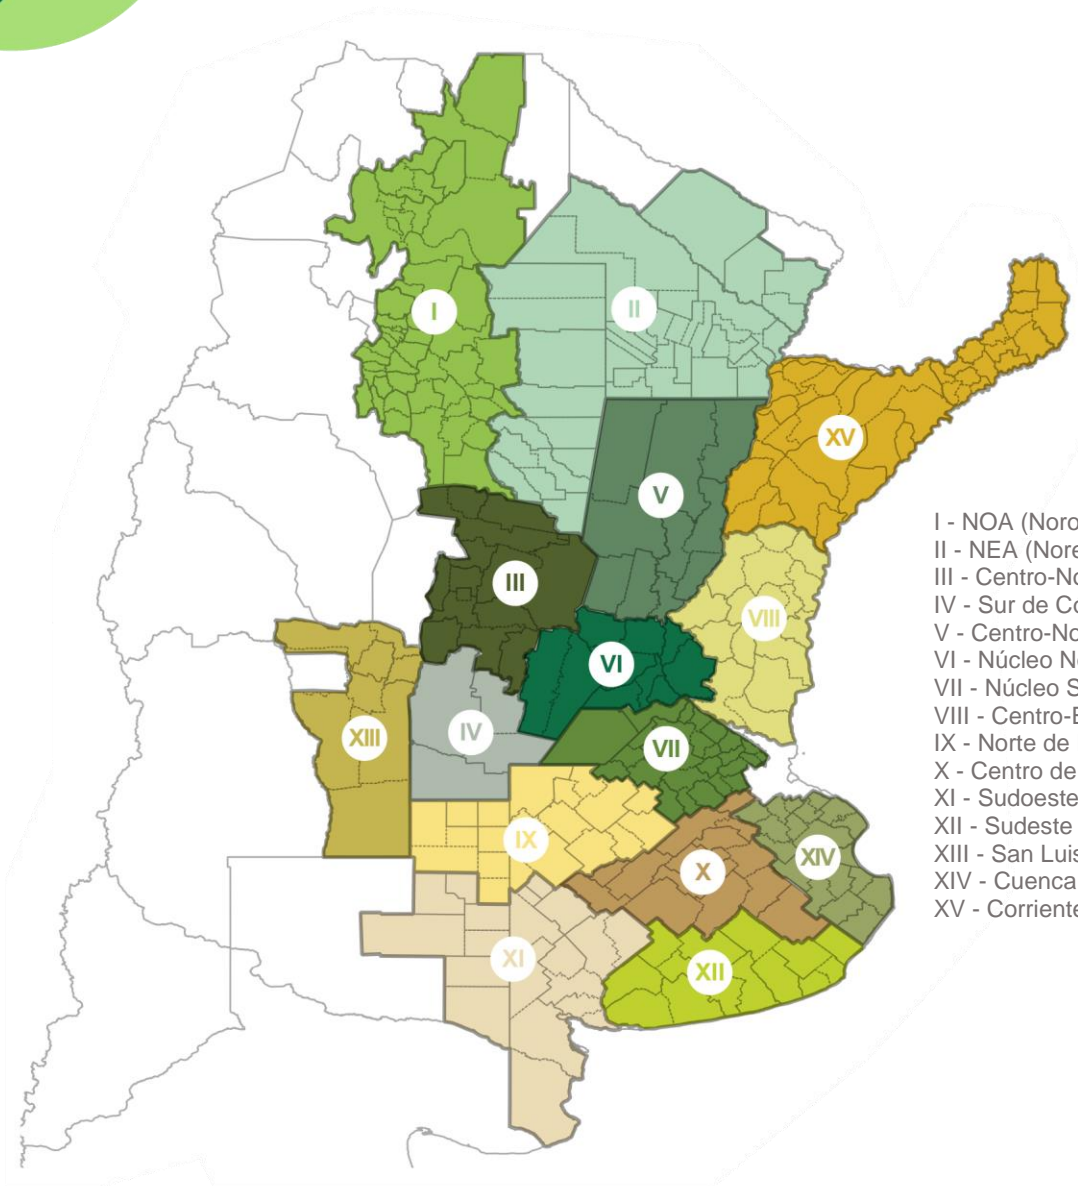 I
II
XV
V
III
VIII
VI
IV
XIII
VII
IX
XIV
X
XI
XII
I - NOA (Noro
II - NEA (Nore
III - Centro-No
IV - Sur de Co
V - Centro-No
VI - Núcleo N
VII - Núcleo S
VIII - Centro-E
IX - Norte de
X - Centro de
XI - Sudoeste
XII - Sudeste
XIII - San Luis
XIV - Cuenca
XV - Corriente